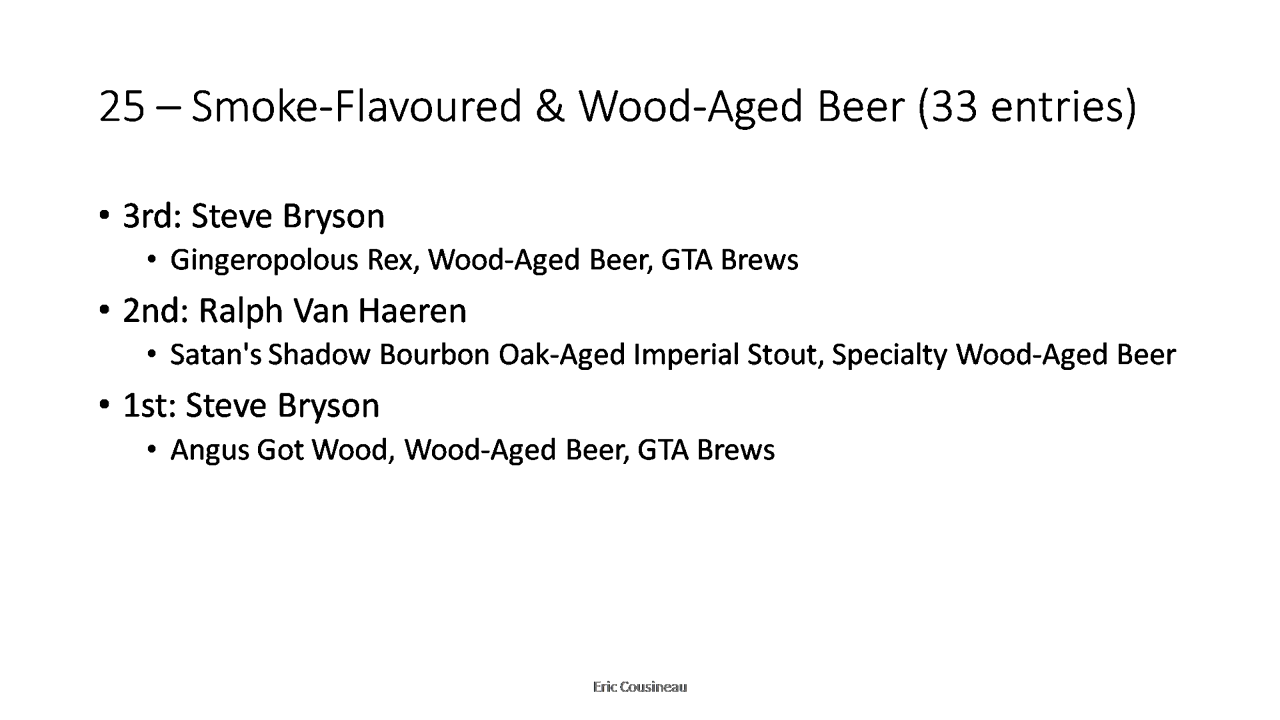 25 – Smoke-Flavoured & Wood-Aged Beer (33 entries)
• 3rd: Steve Bryson
• Gingeropolous Rex, Wood-Aged Beer, GTA Brews
• 2nd: Ralph Van Haeren
• Satan's Shadow Bourbon Oak-Aged Imperial Stout, Specialty Wood-Aged Beer
• 1st: Steve Bryson
• Angus Got Wood, Wood-Aged Beer, GTA Brews
Eric Cousineau